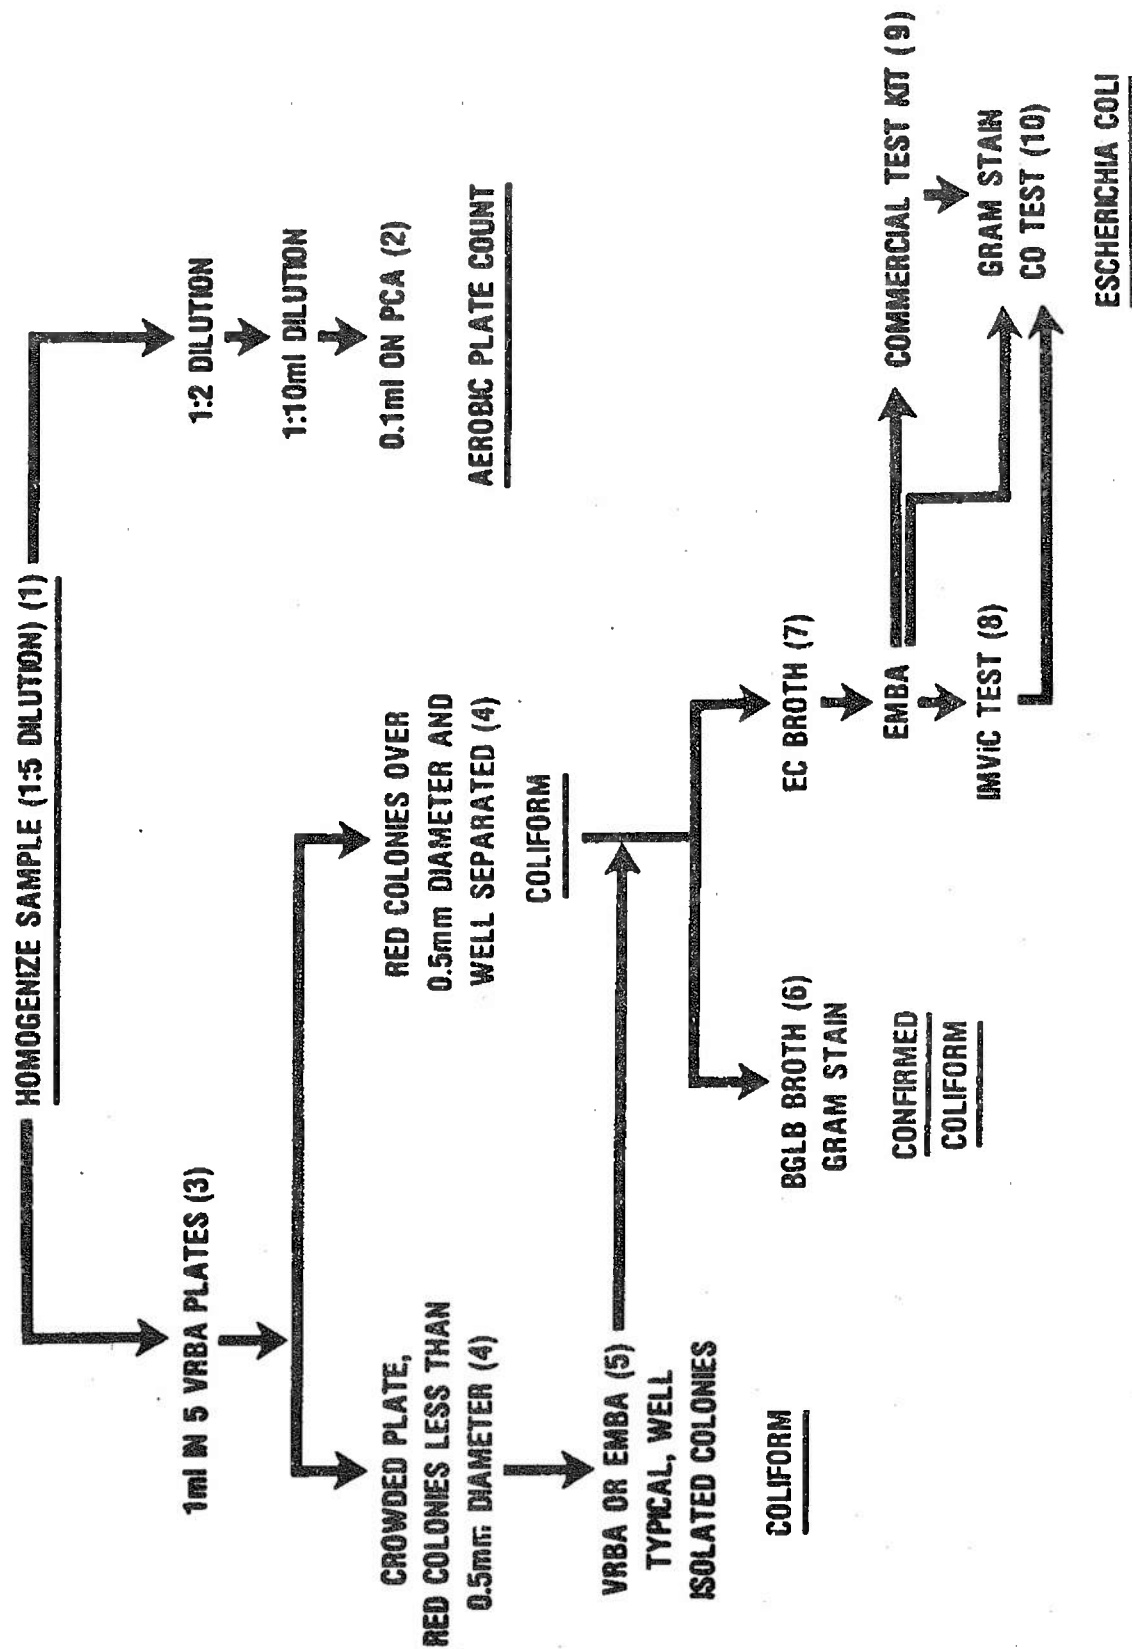 HOMOGENIZE SAMPLE (1:5 DILUTION) (1)
1ml IN 5 VRBA PLATES (3)
1:2 DILUTION
1:10ml DILUTION
0.1ml ON PCA (2)
AEROBIC PLATE COUNT
CROWDED PLATE,
RED COLONIES LESS THAN
0.5mm DIAMETER (4)
RED COLONIES OVER
0.5mm DIAMETER AND
WELL SEPARATED (4)
COLIFORM
VRBA OR EMBA (5)
TYPICAL, WELL
ISOLATED COLONIES
COLIFORM
BGLB BROTH (6)
GRAM STAIN
CONFIRMED
COLIFORM
EC BROTH (7)
EMBA
IMViC TEST (8)
COMMERCIAL TEST KIT (9)
GRAM STAIN
CO TEST (10)
ESCHERICHIA COLI